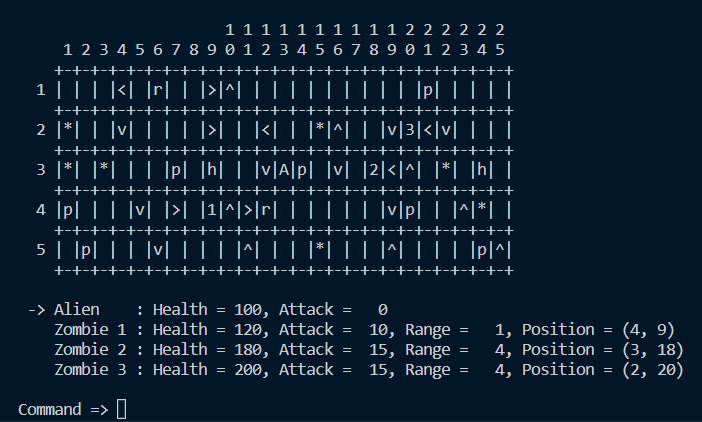 1 1 1 1 1 1 1 1 1 1 2 2 2 2 2 2
  1 2 3 4 5 6 7 8 9 0 1 2 3 4 5 6 7 8 9 0 1 2 3 4 5
 +-+-+-+-+-+-+-+-+-+-+-+-+-+-+-+-+-+-+-+-+-+-+-+-+-+
1 | | | |<| |r| | |>|^| | | | | | | | | | |p| | | | |
 +-+-+-+-+-+-+-+-+-+-+-+-+-+-+-+-+-+-+-+-+-+-+-+-+-+
2 |*| | |v| | | | |>| | |<| | |*|^| | |v|3|<|v| | | |
 +-+-+-+-+-+-+-+-+-+-+-+-+-+-+-+-+-+-+-+-+-+-+-+-+-+
3 |*| |*| | | |p| |h| | |v|A|p| |v| |2|<|^| |*| |h| |
 +-+-+-+-+-+-+-+-+-+-+-+-+-+-+-+-+-+-+-+-+-+-+-+-+-+
4 |p| | | |v| |>| |1|^|>|r| | | | | | |v|p| | |^|*| |
 +-+-+-+-+-+-+-+-+-+-+-+-+-+-+-+-+-+-+-+-+-+-+-+-+-+
5 | |p| | | |v| | | | |^| | | |*| | | |^| | | | |p|^|
 +-+-+-+-+-+-+-+-+-+-+-+-+-+-+-+-+-+-+-+-+-+-+-+-+-+
-> Alien    : Health = 100, Attack =   0
   Zombie 1 : Health = 120, Attack =  10, Range =   1, Position = (4, 9)
   Zombie 2 : Health = 180, Attack =  15, Range =   4, Position = (3, 18)
   Zombie 3 : Health = 200, Attack =  15, Range =   4, Position = (2, 20)
Command =>